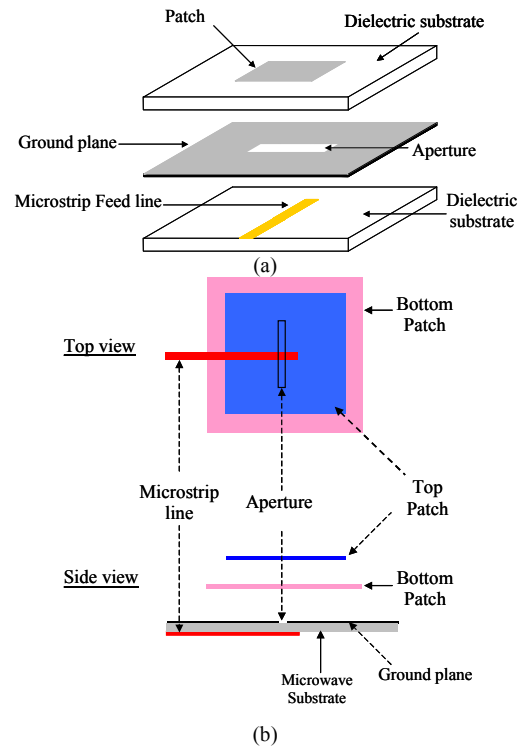 Patch
Dielectric substrate
Ground plane
Aperture
Microstrip Feed line
Dielectric
substrate
(a)
Bottom
Patch
Top view
Microstrip
line
Aperture
Top
Patch
Side view
Bottom
Patch
Ground plane
Microwave
Substrate
(b)